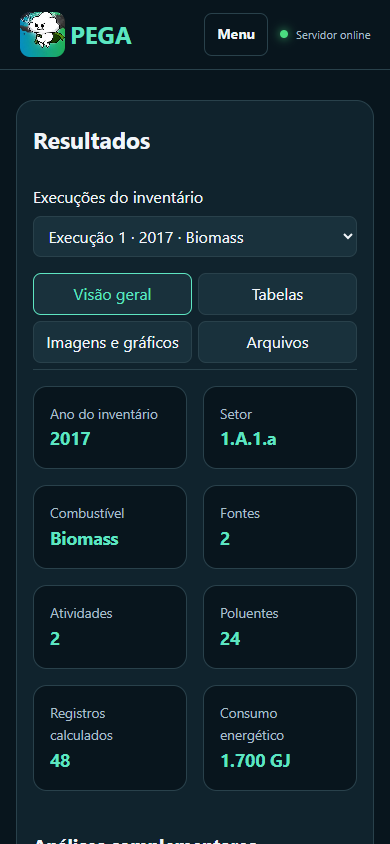 PEGA
Menu
Servidor online
Resultados
Execuções do inventário
Execução 1 · 2017 · Biomass
Visão geral
Tabelas
Imagens e gráficos
Arquivos
Ano do inventário
2017
Setor
1.A.1.a
Combustível
Biomass
Fontes
2
Atividades
2
Poluentes
24
Registros
calculados
48
Consumo
energético
1.700 GJ
Análises complementares